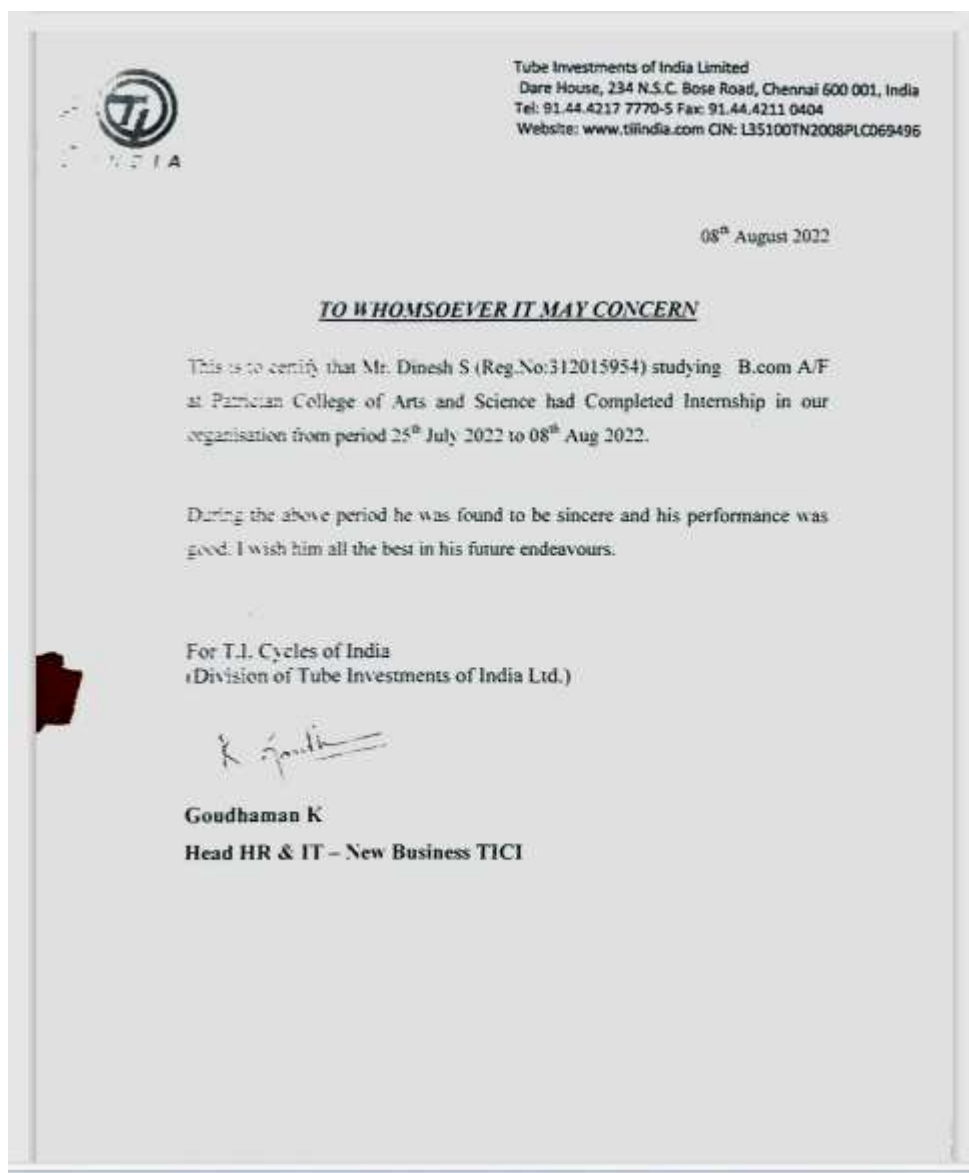 TI
Tube Investments of India Limited
Dare House, 234 N.S.C. Bose Road, Chennai 600 001, India
Tel: 91.44.4217 7770-5 Fax: 91.44.4211 0404
Website: www.tiindia.com CIN: L35100TN2008PLC069496
08th August 2022
TO WHOMSOEVER IT MAY CONCERN
This is to certify that Mr. Dinesh S (Reg.No:312015954) studying B.com A/F
at Patrician College of Arts and Science had Completed Internship in our
organisation from period 25th July 2022 to 08th Aug 2022.
During the above period he was found to be sincere and his performance was
good. I wish him all the best in his future endeavours.
For T.I. Cycles of India
(Division of Tube Investments of India Ltd.)
Goudhaman K
Head HR & IT – New Business TICI